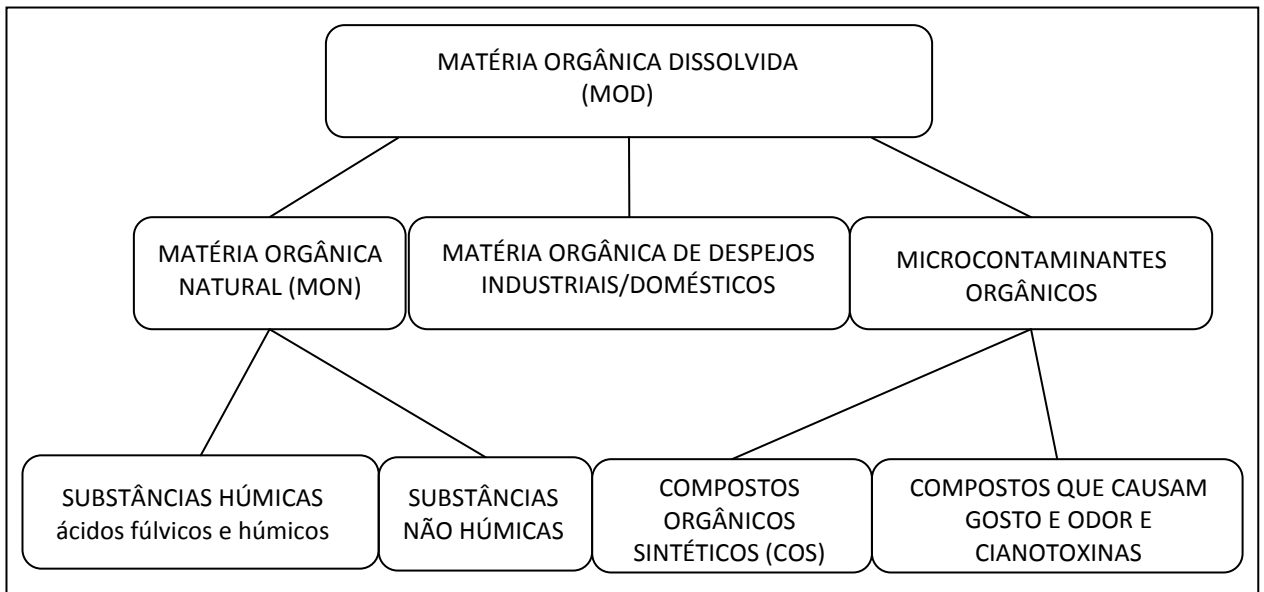 MATÉRIA ORGÂNICA DISSOLVIDA
(MOD)
MATÉRIA ORGÂNICA
NATURAL (MON)
MATÉRIA ORGÂNICA DE DESPEJOS
INDUSTRIAIS/DOMÉSTICOS
MICROCONTAMINANTES
ORGÂNICOS
SUBSTÂNCIAS HÚMICAS
ácidos fúlvicos e húmicos
SUBSTÂNCIAS
NÃO HÚMICAS
COMPOSTOS
ORGÂNICOS
SINTÉTICOS (COS)
COMPOSTOS QUE CAUSAM
GOSTO E ODOR E
CIANOTOXINAS